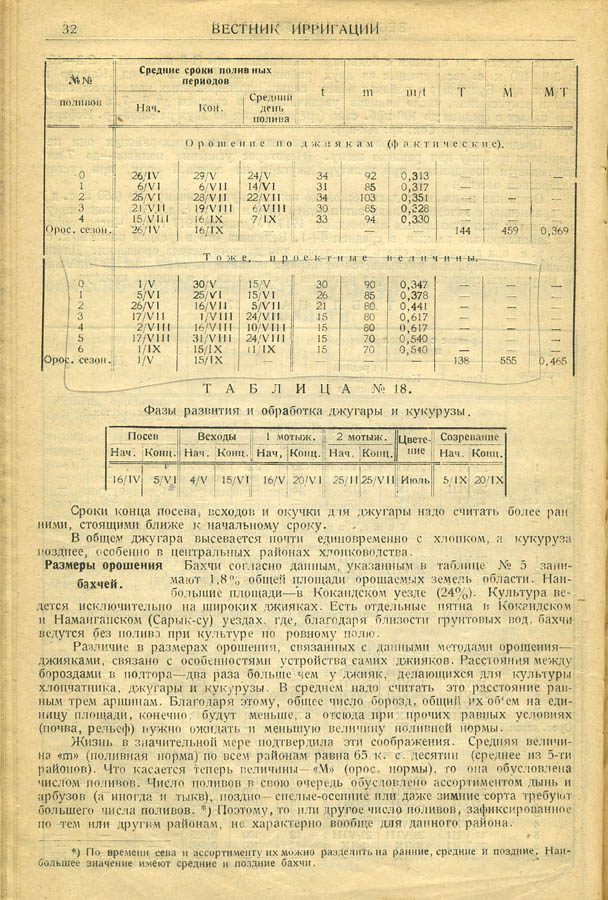 32 ВЕСТНИК ИРРИГАЦИИ
№№ поливов Средние сроки поливных периодов t m m/t T M M/T
Нач. Кон. Средний день полива
Орошение по джиякам (фактические).
0 26/IV 29/V 24/V 34 92 0,313 — — —
1 6/VI 6/VII 14/VI 31 85 0,317 — — —
2 25/VI 28/VII 22/VII 34 103 0,351 — — —
3 21/VII 19/VIII 6/VIII 30 85 0,328 — — —
4 15/VIII 16/IX 7/IX 33 94 0,330 — — —
Орос. сезон. 26/IV 16/IX — — — — 144 459 0,369
Тоже, проектные величины.
0 1/V 30/V 15/V 30 90 0,347 — — —
1 5/VI 25/VI 15/VI 26 85 0,378 — — —
2 26/VI 16/VII 5/VII 21 80 0,441 — — —
3 17/VII 1/VIII 24/VII 15 80 0,617 — — —
4 2/VIII 16/VIII 10/VIII 15 80 0,617 — — —
5 17/VIII 31/VIII 24/VIII 15 70 0,540 — — —
6 1/IX 15/IX 15 70 0,540 — — —
Орос. сезон. 1/V 15/IX — — — — 138 555 0,465
ТАБЛИЦА № 18.
Фазы развития и обработка джугары и кукурузы.
Посев Всходы 1 мотыж. 2 мотыж. Цветение Созревание
Нач. Конц. Нач. Конц. Нач. Конц. Нач. Конц. Нач. Конц.
16/IV 5/VI 4/V 15/VI 16/V 20/VI 25/VII Июль 5/IX 20/IX
Сроки конца посева, всходов и окучки для джугары надо считать более ран
ними, стоящими ближе к начальному сроку.
В общем джугара высевается почти единовременно с хлопком, а кукуруза
позднее, особенно в центральных районах хлопководства.
Размеры орошения бахчей.
Бахчи согласно данным, указанным в таблице № 5 зани-
мают 1,8% общей площади орошаемых земель области. Наи-
большие площади—в Кокандском уезде (24%). Культура ве-
дется исключительно на широких джияках. Есть отдельные пятна в Кокандском
и Наманганском (Сарык-су) уездах, где, благодаря близости грунтовых вод, бахчи
ведутся без полива при культуре по ровному полю.
Различие в размерах орошения, связанных с данными методами орошения—
джияками, связано с особенностями устройства самих джияков. Расстояния между
бороздами в полтора—два раза больше чем у джияк, делающихся для культуры
хлопчатника, джугары и кукурузы. В среднем надо считать это расстояние рав-
ным трем аршинам. Благодаря этому, общее число борозд, общий их об'ем на еди-
ницу площади, конечно, будут меньше, а отсюда при прочих равных условиях
(почва, рельеф) нужно ожидать и меньшую величину поливной нормы.
Жизнь в значительной мере подтвердила эти соображения. Средняя величи-
на «m» (поливная норма) по всем районам равна 65 к. с. десятин (среднее из 5-ти
районов). Что касается теперь величины—«M» (орос. нормы), то она обусловлена
числом поливов. Число поливов в свою очередь обусловлено ассортиментом дынь и
арбузов (а иногда и тыкв), поздно—спелые-осенние или даже зимние сорта требуют
большего числа поливов. *) Поэтому, то или другое число поливов, зафиксированное
по тем или другим районам, не характерно вообще для данного района.
*) По времени сева и ассортименту их можно разделить на ранние, средние и поздние. Наи-
большее значение имеют средние и поздние бахчи.